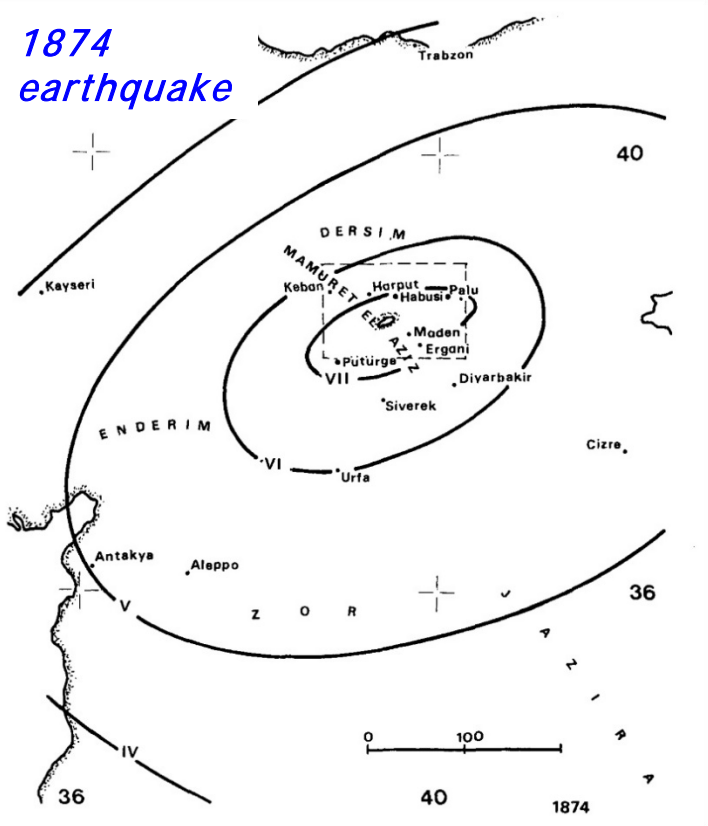 1874
earthquake
Trabzon
40
DERSIM
MAMURET EL AZIZ
Kayseri
Keban
Harput
Palu
Habusi
Maden
Ergani
Pütürge
VII
Diyarbakir
Siverek
ENDERIM
Cizre
VI
Urfa
Antakya
Aleppo
36
V
ZOR
JAZIRA
0 100
IV
36
40
1874